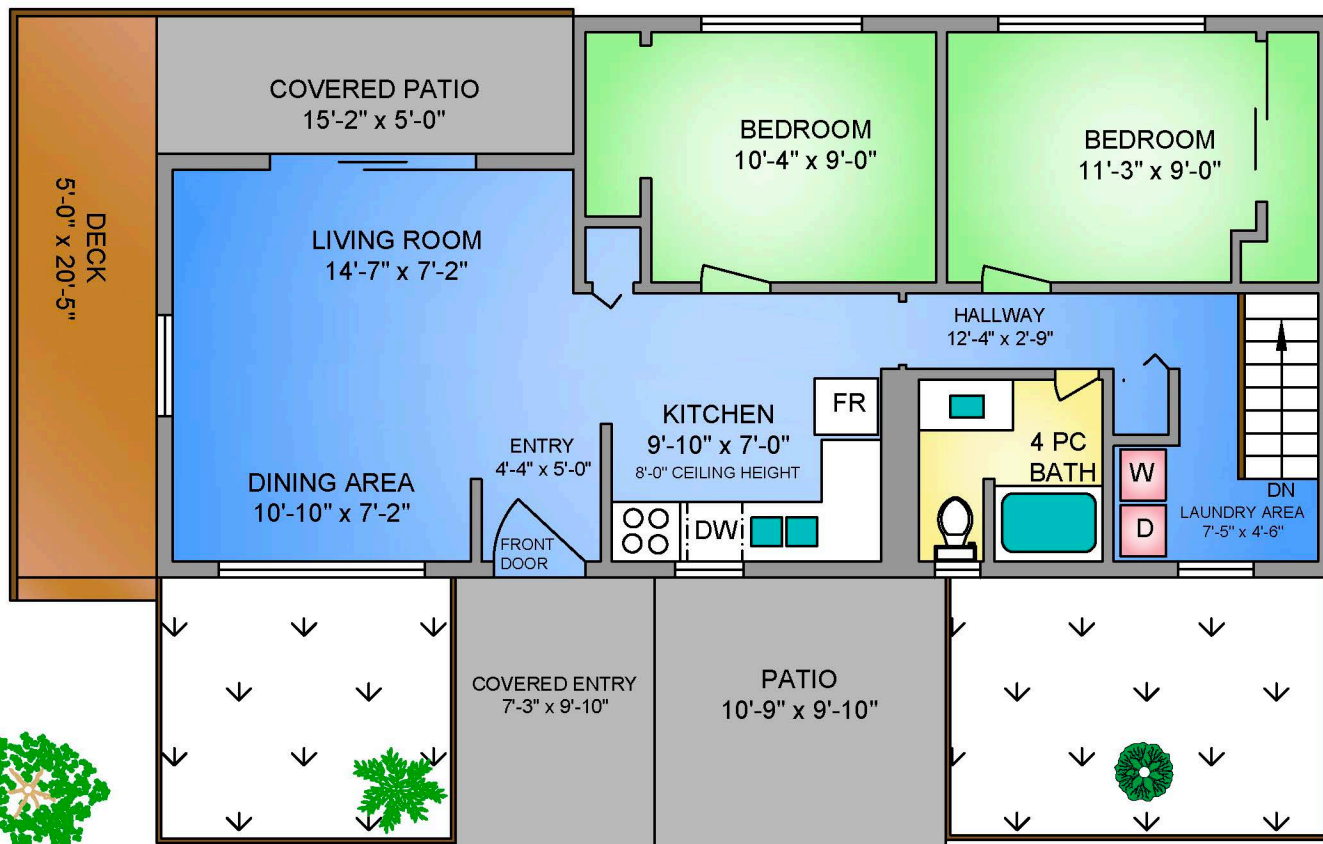 COVERED PATIO
15'-2" x 5'-0"
BEDROOM
10'-4" x 9'-0"
BEDROOM
11'-3" x 9'-0"
DECK
5'-0" x 20'-5"
LIVING ROOM
14'-7" x 7'-2"
HALLWAY
12'-4" x 2'-9"
KITCHEN
9'-10" x 7'-0"
8'-0" CEILING HEIGHT
FR
ENTRY
4'-4" x 5'-0"
4 PC
BATH
DINING AREA
10'-10" x 7'-2"
W
D
DN
LAUNDRY AREA
7'-5" x 4'-6"
DW
FRONT
DOOR
COVERED ENTRY
7'-3" x 9'-10"
PATIO
10'-9" x 9'-10"